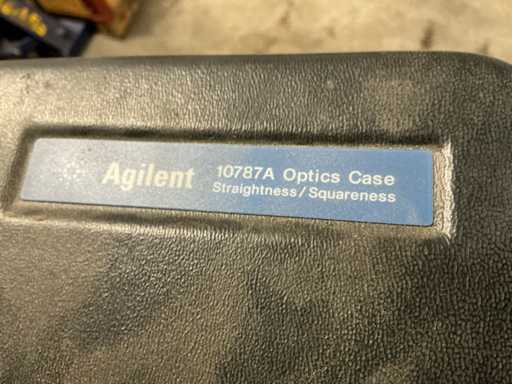 Agilent
10787A Optics Case
Straightness/Squareness